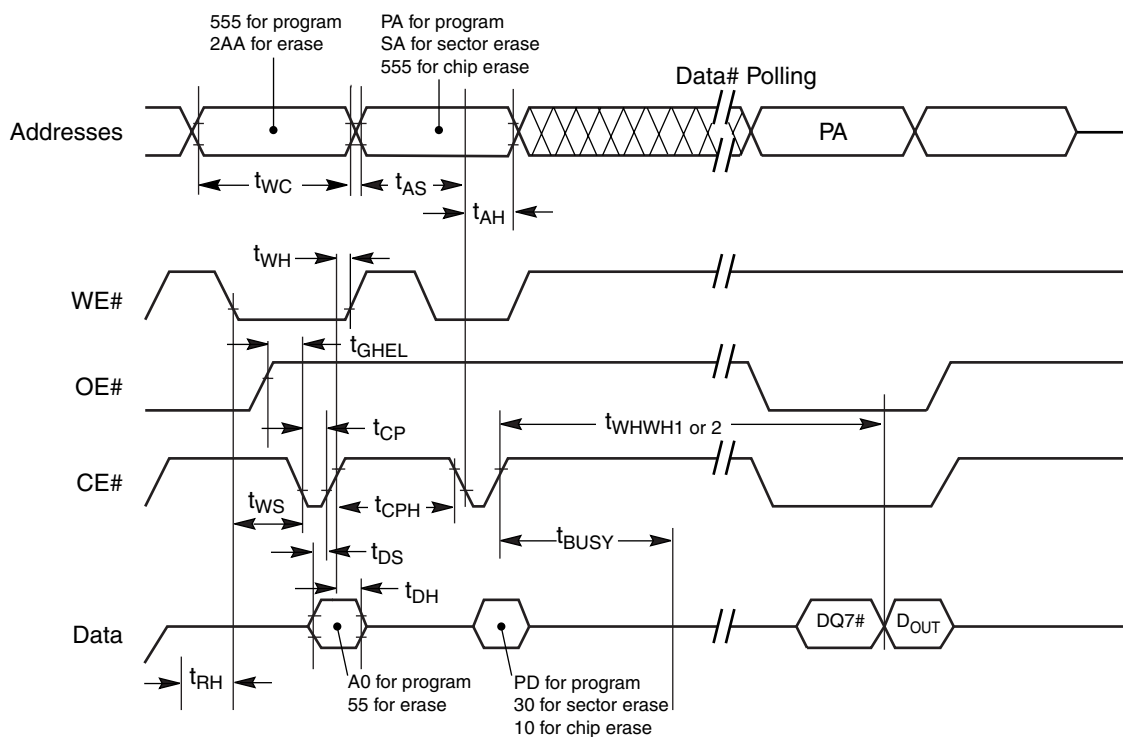 555 for program
2AA for erase
PA for program
SA for sector erase
555 for chip erase
Data# Polling
Addresses
PA
tWC
tAS
tAH
tWH
WE#
tGHEL
OE#
tWHWH1 or 2
tCP
CE#
tWS
tCPH
tBUSY
tDS
tDH
Data
DQ7#
DOUT
tRH
A0 for program
55 for erase
PD for program
30 for sector erase
10 for chip erase